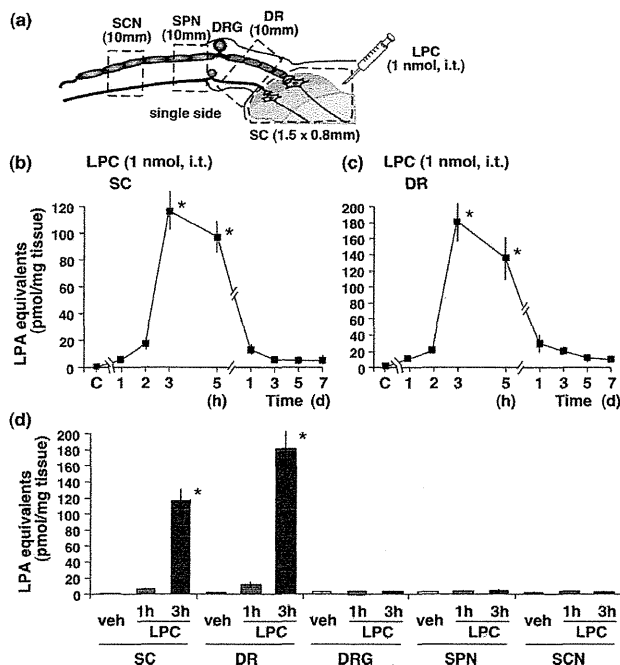 (a)
SCN SPN DRG DR
(10mm) (10mm) (10mm)
LPC
(1 nmol, i.t.)
single side
SC (1.5 x 0.8mm)
(b) LPC (1 nmol, i.t.)
SC
LPA equivalents
(pmol/mg tissue)
120
100
80
60
40
20
0
* *
C 1 2 3 5 1 3 5 7
(h) Time (d)
(c) LPC (1 nmol, i.t.)
DR
200
180
160
140
120
100
80
60
40
20
0
* *
C 1 2 3 5 1 3 5 7
(h) Time (d)
(d)
LPA equivalents
(pmol/mg tissue)
200
180
160
140
120
100
80
60
40
20
0
* *
veh 1h 3h veh 1h 3h veh 1h 3h veh 1h 3h veh 1h 3h
LPC LPC LPC LPC LPC
SC DR DRG SPN SCN